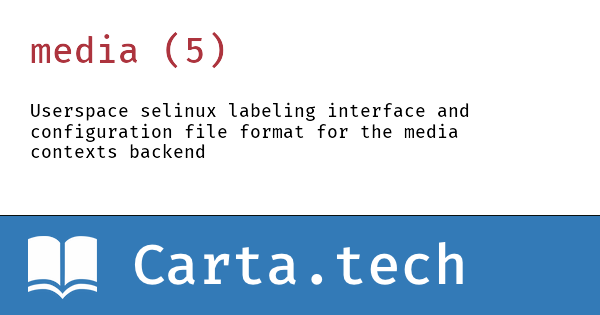 media (5)
Userspace selinux labeling interface and
configuration file format for the media
contexts backend
Carta.tech